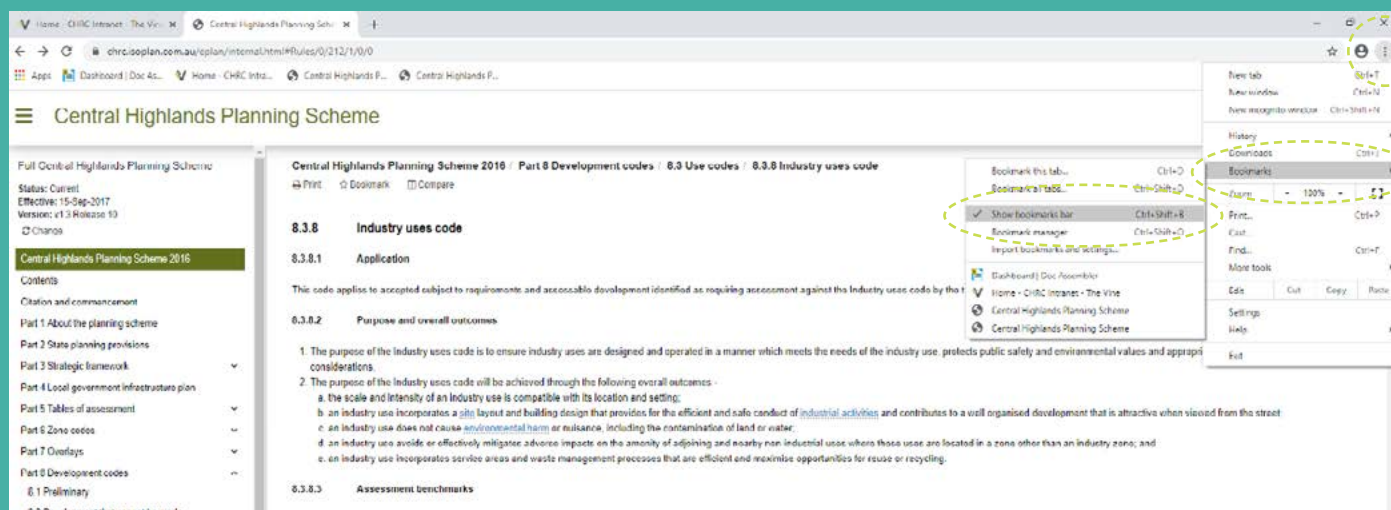 Home - CHRC Intranet - The Vine
Central Highlands Planning Sche
chrc.isoplan.com.au/eplan/internal.html#Rules/0/212/1/0/0
Apps Dashboard | Doc As... Home - CHRC Intra... Central Highlands P... Central Highlands P...
Central Highlands Planning Scheme
Full Central Highlands Planning Scheme
Status: Current
Effective: 15-Sep-2017
Version: v1.3 Release 10
Change
Central Highlands Planning Scheme 2016
Contents
Citation and commencement
Part 1 About the planning scheme
Part 2 State planning provisions
Part 3 Strategic framework
Part 4 Local government infrastructure plan
Part 5 Tables of assessment
Part 6 Zone codes
Part 7 Overlays
Part 8 Development codes
8.1 Preliminary
Central Highlands Planning Scheme 2016 / Part 8 Development codes / 8.3 Use codes / 8.3.8 Industry uses code
Print Bookmark Compare
8.3.8 Industry uses code
8.3.8.1 Application
This code applies to accepted subject to requirements and assessable development identified as requiring assessment against the Industry uses code by the t
8.3.8.2 Purpose and overall outcomes
1. The purpose of the Industry uses code is to ensure industry uses are designed and operated in a manner which meets the needs of the industry use, protects public safety and environmental values and appropri
considerations.
2. The purpose of the Industry uses code will be achieved through the following overall outcomes -
a. the scale and intensity of an industry use is compatible with its location and setting;
b. an industry use incorporates a site layout and building design that provides for the efficient and safe conduct of industrial activities and contributes to a well organised development that is attractive when viewed from the street
c. an industry use does not cause environmental harm or nuisance, including the contamination of land or water;
d. an industry use avoids or effectively mitigates adverse impacts on the amenity of adjoining and nearby non industrial uses where those uses are located in a zone other than an industry zone; and
e. an industry use incorporates service areas and waste management processes that are efficient and maximise opportunities for reuse or recycling.
8.3.8.3 Assessment benchmarks
Bookmark this tab... Ctrl+D
Bookmark all tabs... Ctrl+Shift+D
Show bookmarks bar Ctrl+Shift+B
Bookmark manager Ctrl+Shift+O
Import bookmarks and settings...
Dashboard | Doc Assembler
Home - CHRC Intranet - The Vine
Central Highlands Planning Scheme
Central Highlands Planning Scheme
New tab Ctrl+T
New window Ctrl+N
New incognito window Ctrl+Shift+N
History
Downloads Ctrl+J
Bookmarks
Zoom - 100% -
Print... Ctrl+P
Cast...
Find... Ctrl+F
More tools
Edit Cut Copy Paste
Settings
Help
Exit